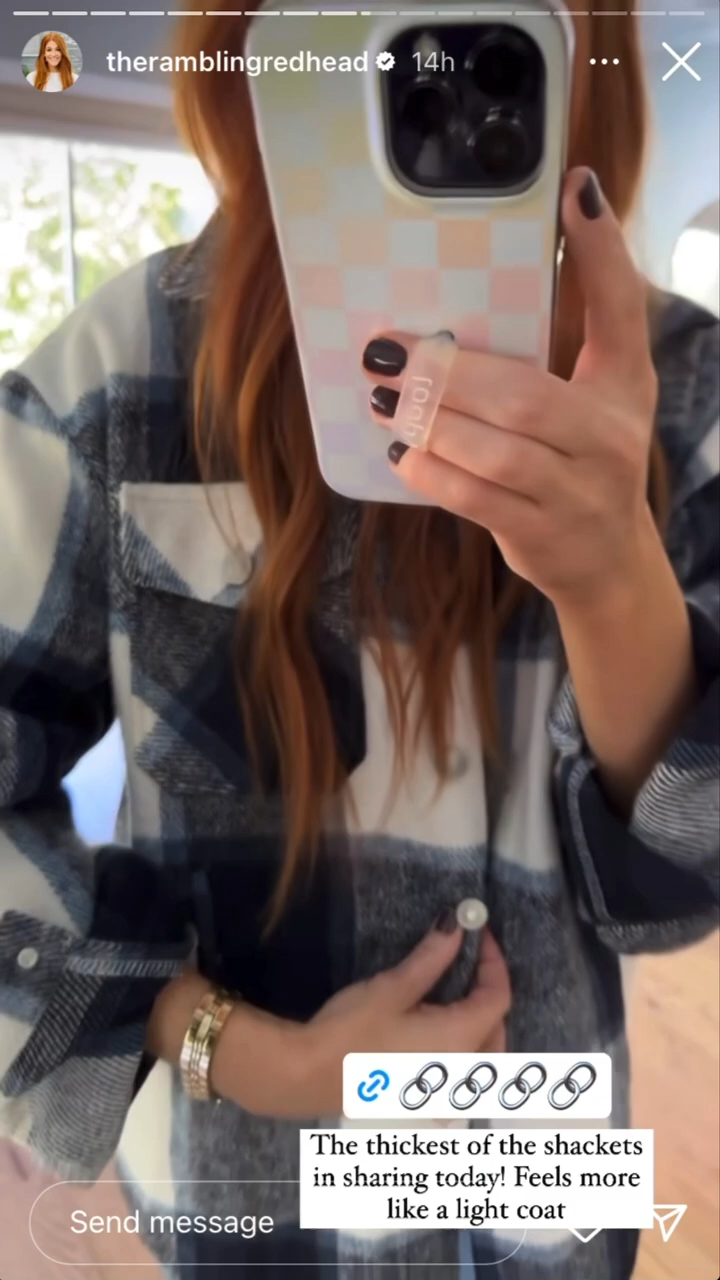 theramblingredhead 14h
The thickest of the shackets
in sharing today! Feels more
like a light coat
Send message